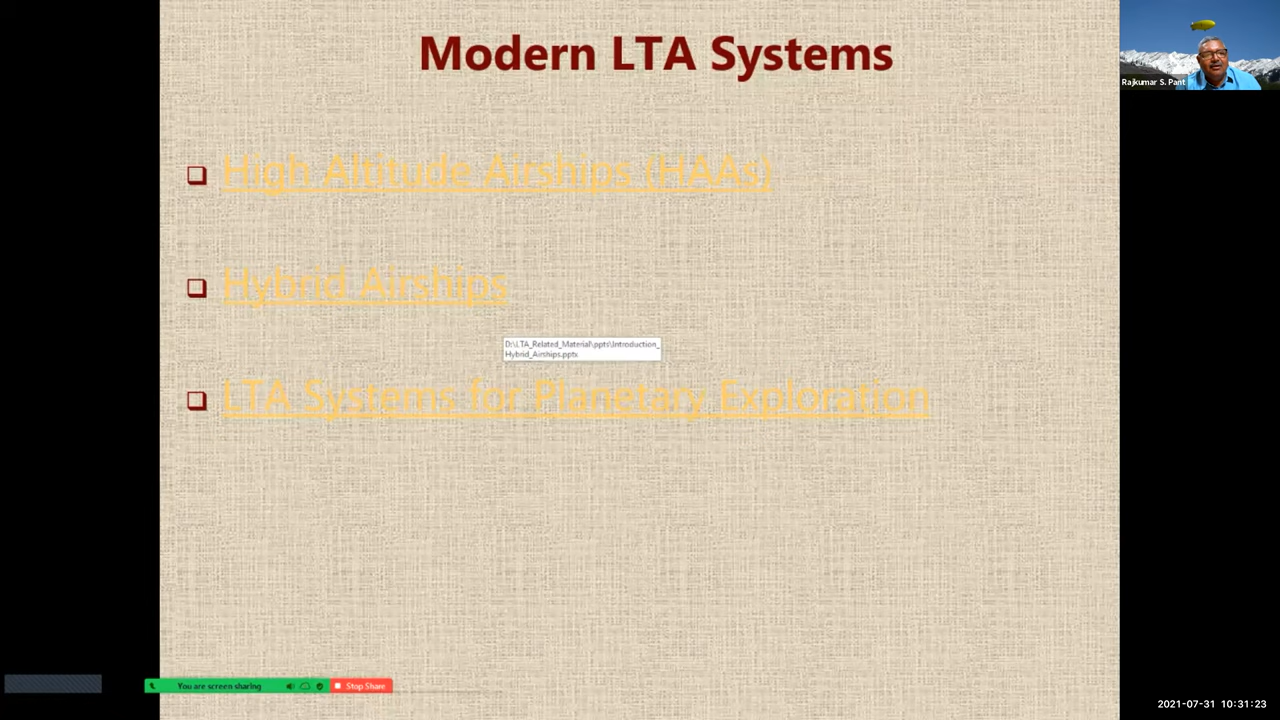 Modern LTA Systems
Rajkumar S. Pant
❑ High Altitude Airships (HAAs)
❑ Hybrid Airships
D:\LTA_Related_Material\ppts\Introduction_
Hybrid_Airships.pptx
❑ LTA Systems for Planetary Exploration
You are screen sharing
Stop Share
2021-07-31 10:31:23